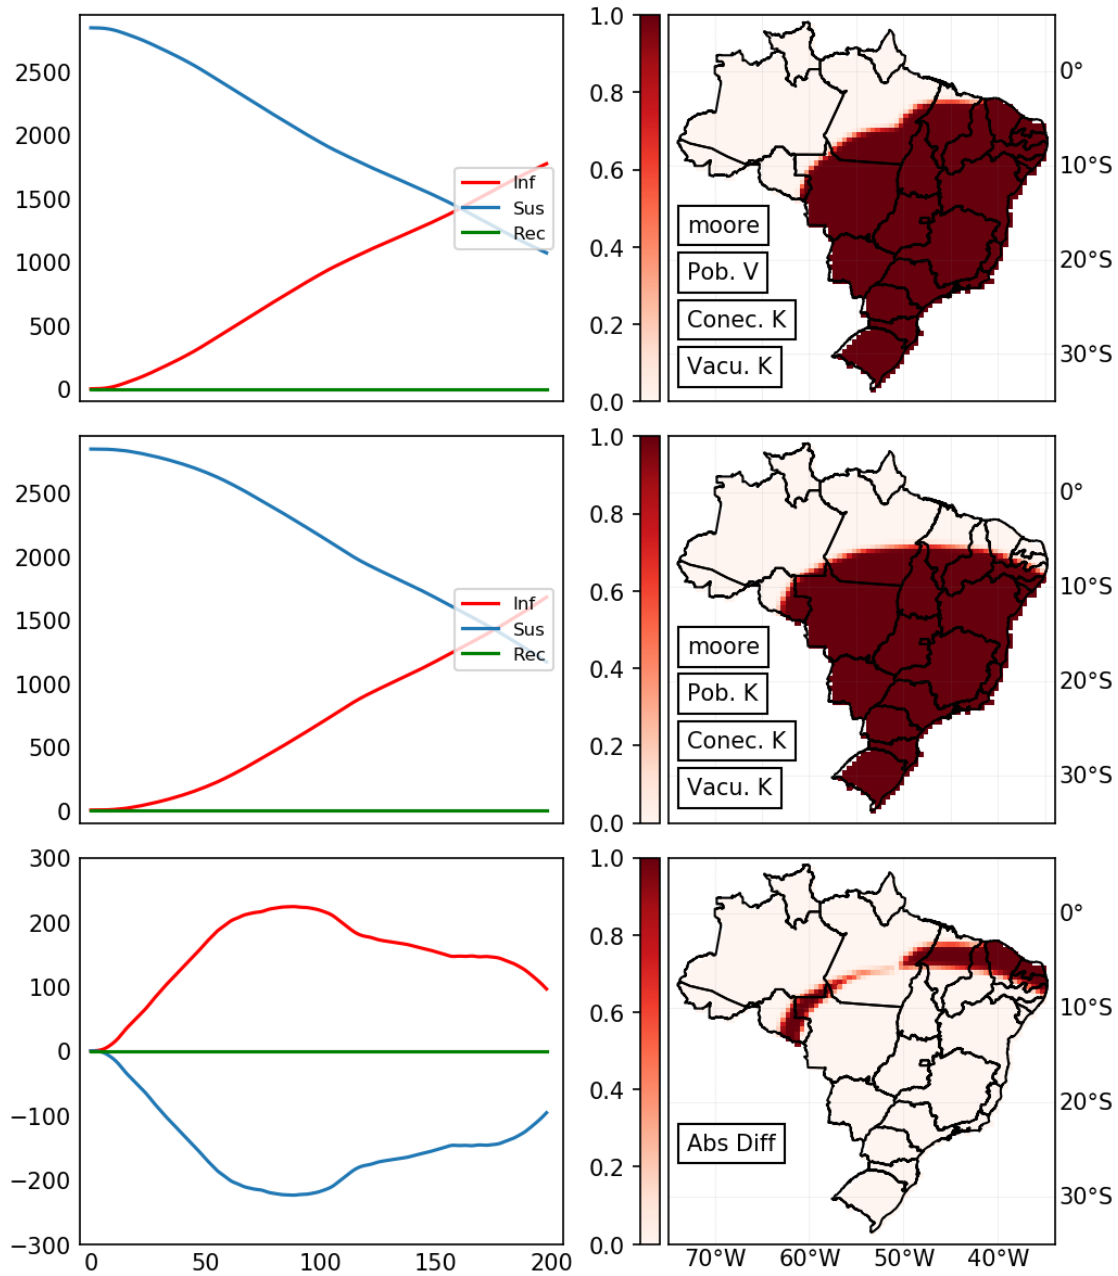 2500
2000
1500
1000
500
0
Inf
Sus
Rec
1.0
0.8
0.6
0.4
0.2
0.0
moore
Pob. V
Conec. K
Vacu. K
0°
10°S
20°S
30°S
2500
2000
1500
1000
500
0
Inf
Sus
Rec
1.0
0.8
0.6
0.4
0.2
0.0
moore
Pob. K
Conec. K
Vacu. K
0°
10°S
20°S
30°S
300
200
100
0
−100
−200
−300
0 50 100 150 200
1.0
0.8
0.6
0.4
0.2
0.0
Abs Diff
0°
10°S
20°S
30°S
70°W 60°W 50°W 40°W